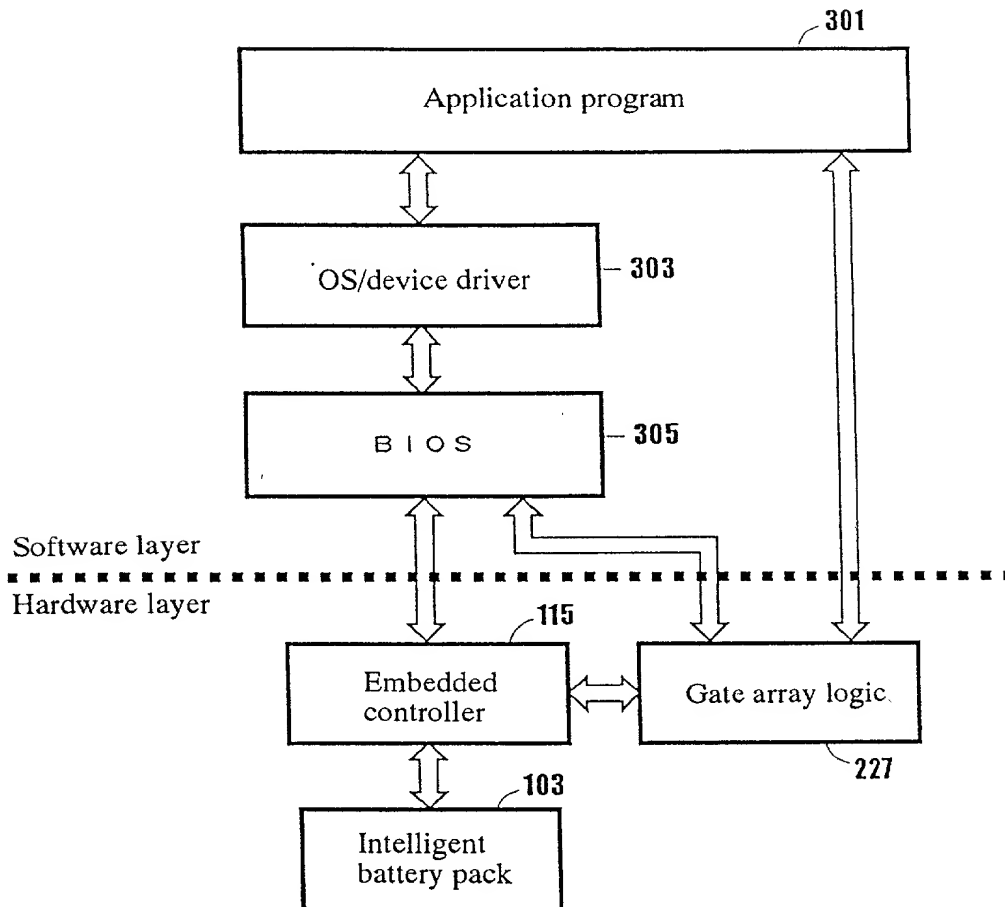 301
Application program
OS/device driver
303
BIOS
305
Software layer
Hardware layer
115
Embedded
controller
Gate array logic
227
103
Intelligent
battery pack